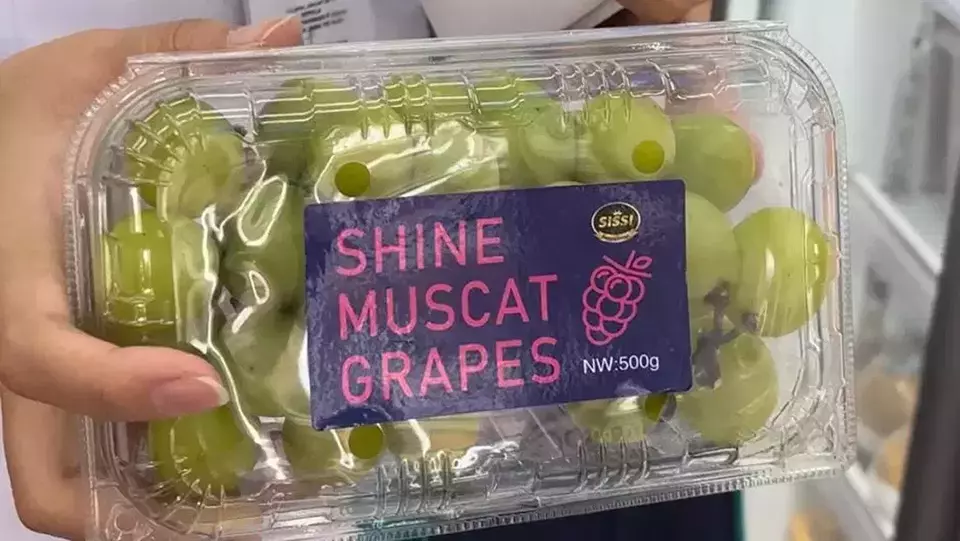 SHINE
MUSCAT
GRAPES
SISSI
NW:500g